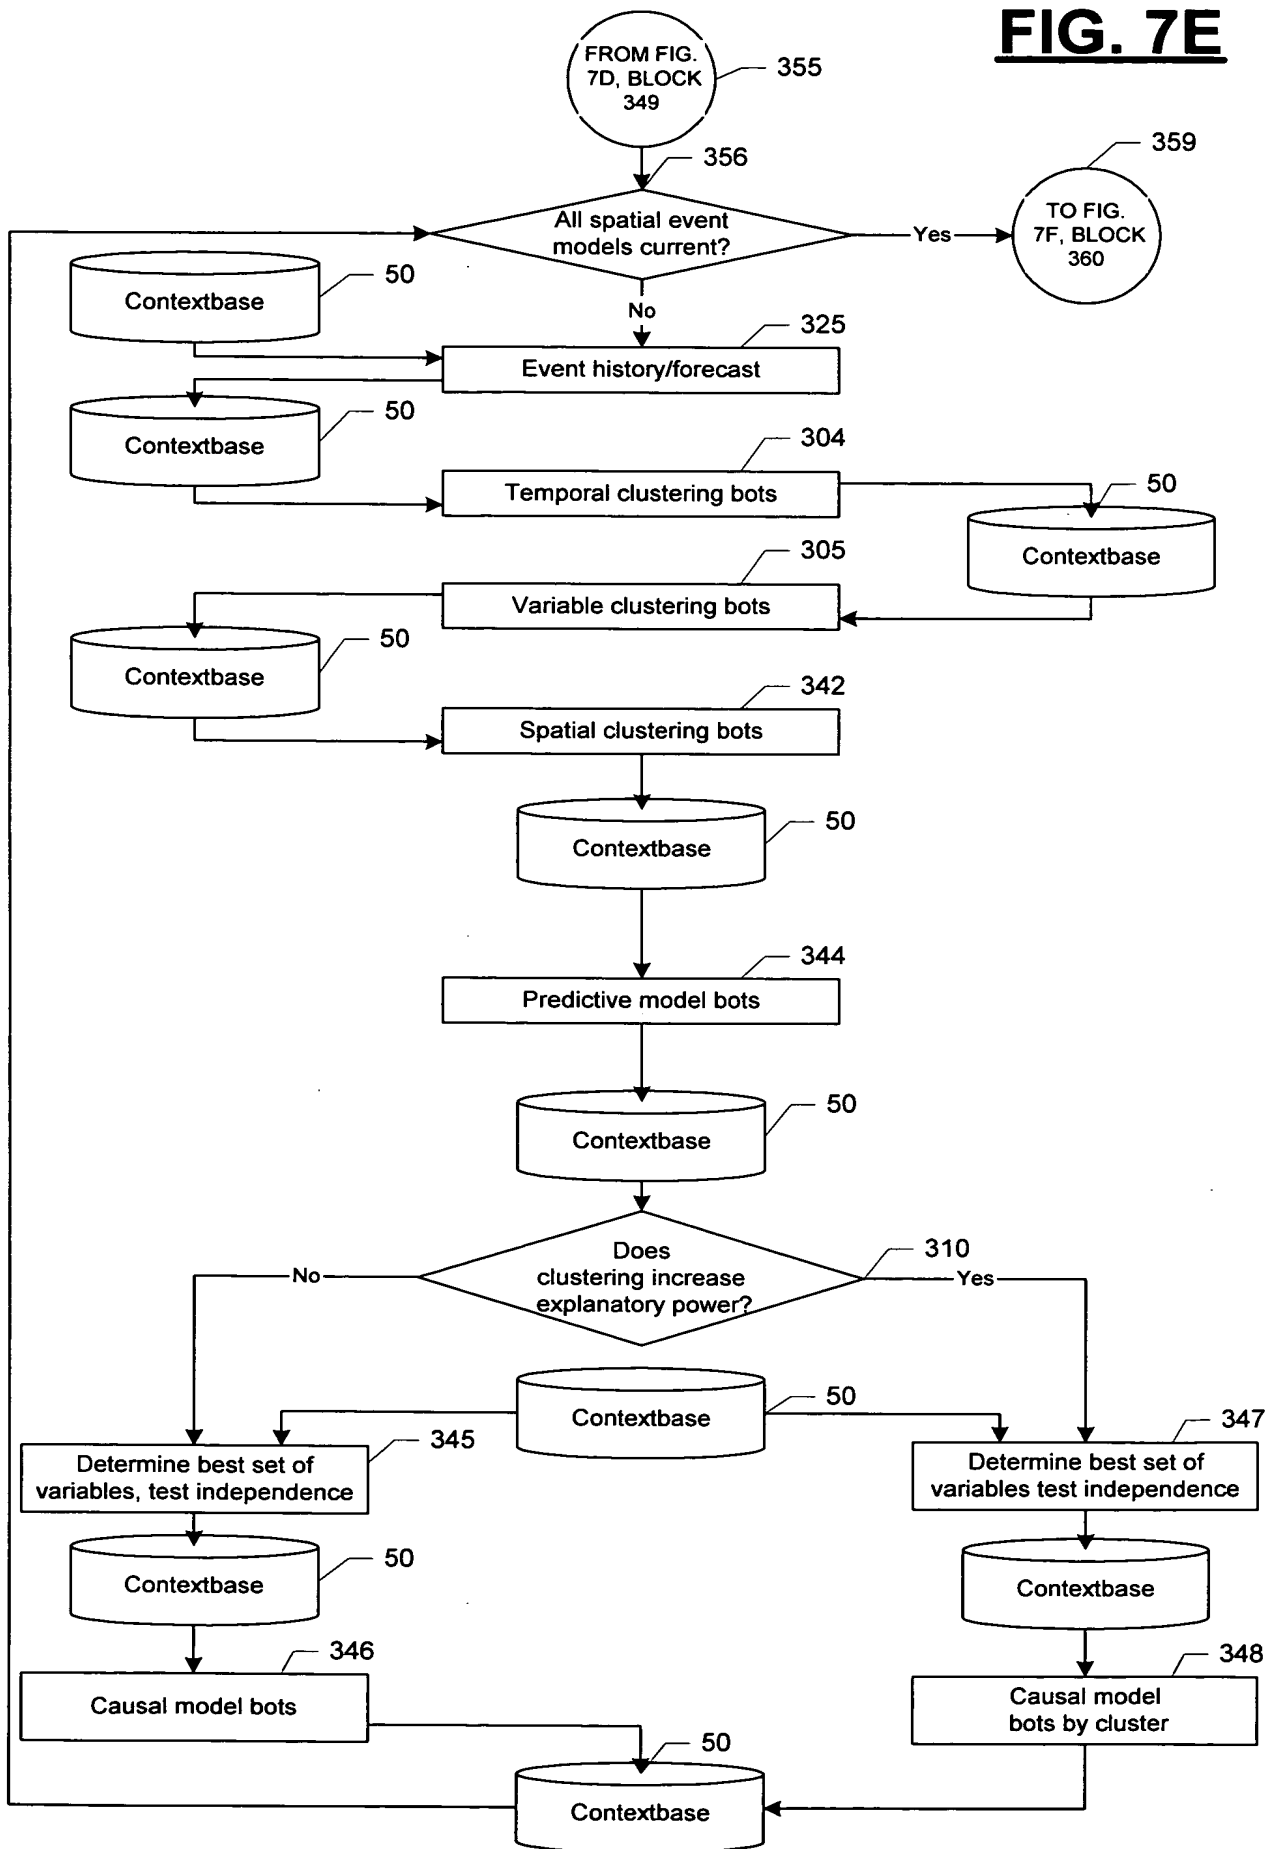 FIG. 7E
FROM FIG.
7D, BLOCK
349
355
356
359
All spatial event
models current?
Yes
TO FIG.
7F, BLOCK
360
50
Contextbase
No
325
Event history/forecast
50
Contextbase
304
Temporal clustering bots
50
Contextbase
305
Variable clustering bots
50
Contextbase
342
Spatial clustering bots
50
Contextbase
344
Predictive model bots
50
Contextbase
Does
clustering increase
explanatory power?
310
No
Yes
50
Contextbase
345
Determine best set of
variables, test independence
347
Determine best set of
variables test independence
50
Contextbase
Contextbase
346
Causal model bots
348
Causal model
bots by cluster
50
Contextbase